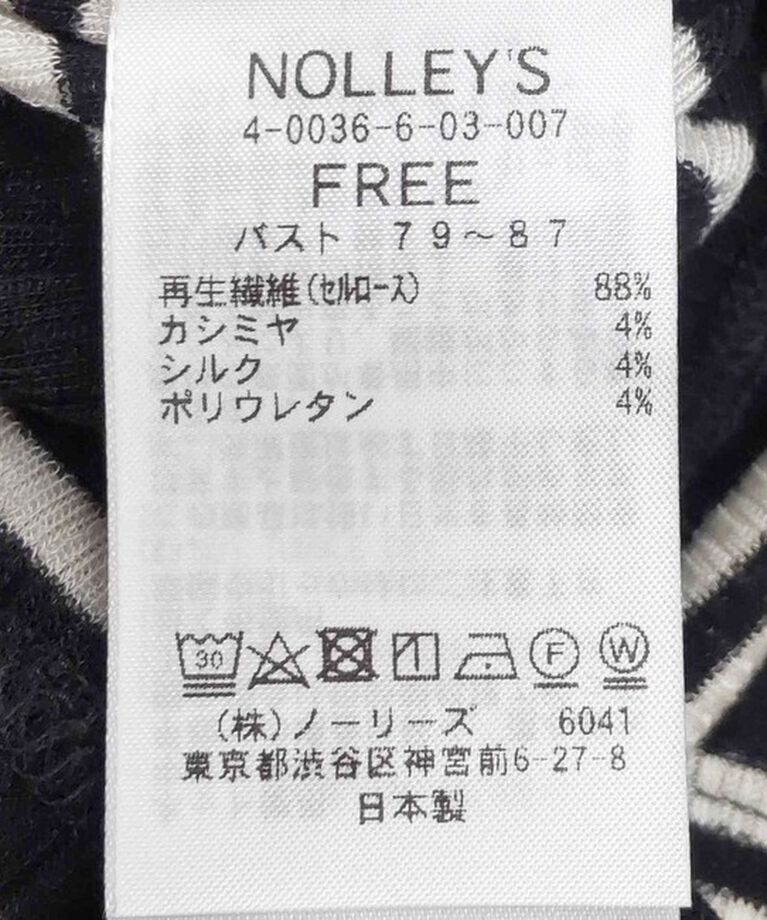 NOLLEY'S
4-0036-6-03-007
FREE
バスト 79～87
再生繊維(セルロース) 88%
カシミヤ 4%
シルク 4%
ポリウレタン 4%
30 F W
(株)ノーリーズ 6041
東京都渋谷区神宮前6-27-8
日本製